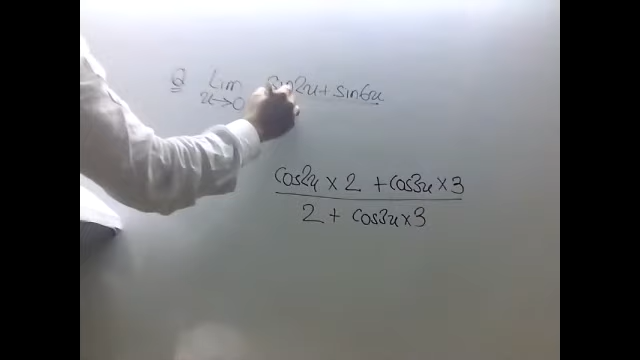 Q Lim sin2x + sin6x
x→0
cos2x × 2 + cos3x × 3
2 + cos3x × 3